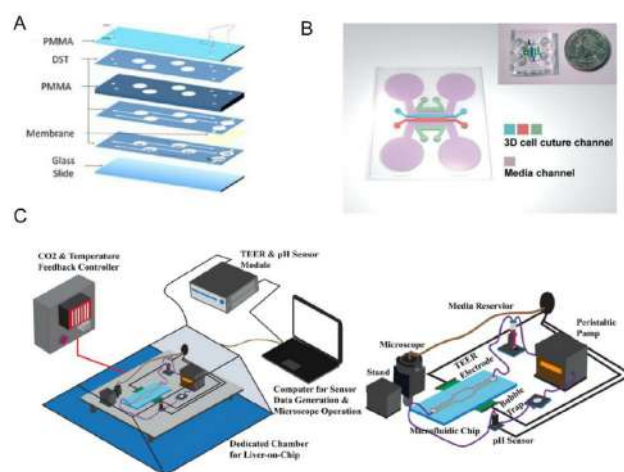 A
PMMA
DST
PMMA
Membrane
Glass
Slide
B
3D cell cuture channel
Media channel
C
CO2 & Temperature
Feedback Controller
TEER & pH Sensor
Module
Computer for Sensor
Data Generation &
Microscope Operation
Dedicated Chamber
for Liver-on-Chip
Media Reservior
Peristaltic
Pump
Microscope
Stand
TEER
Electrode
Bubble
Trap
Microfluidic Chip
pH Sensor